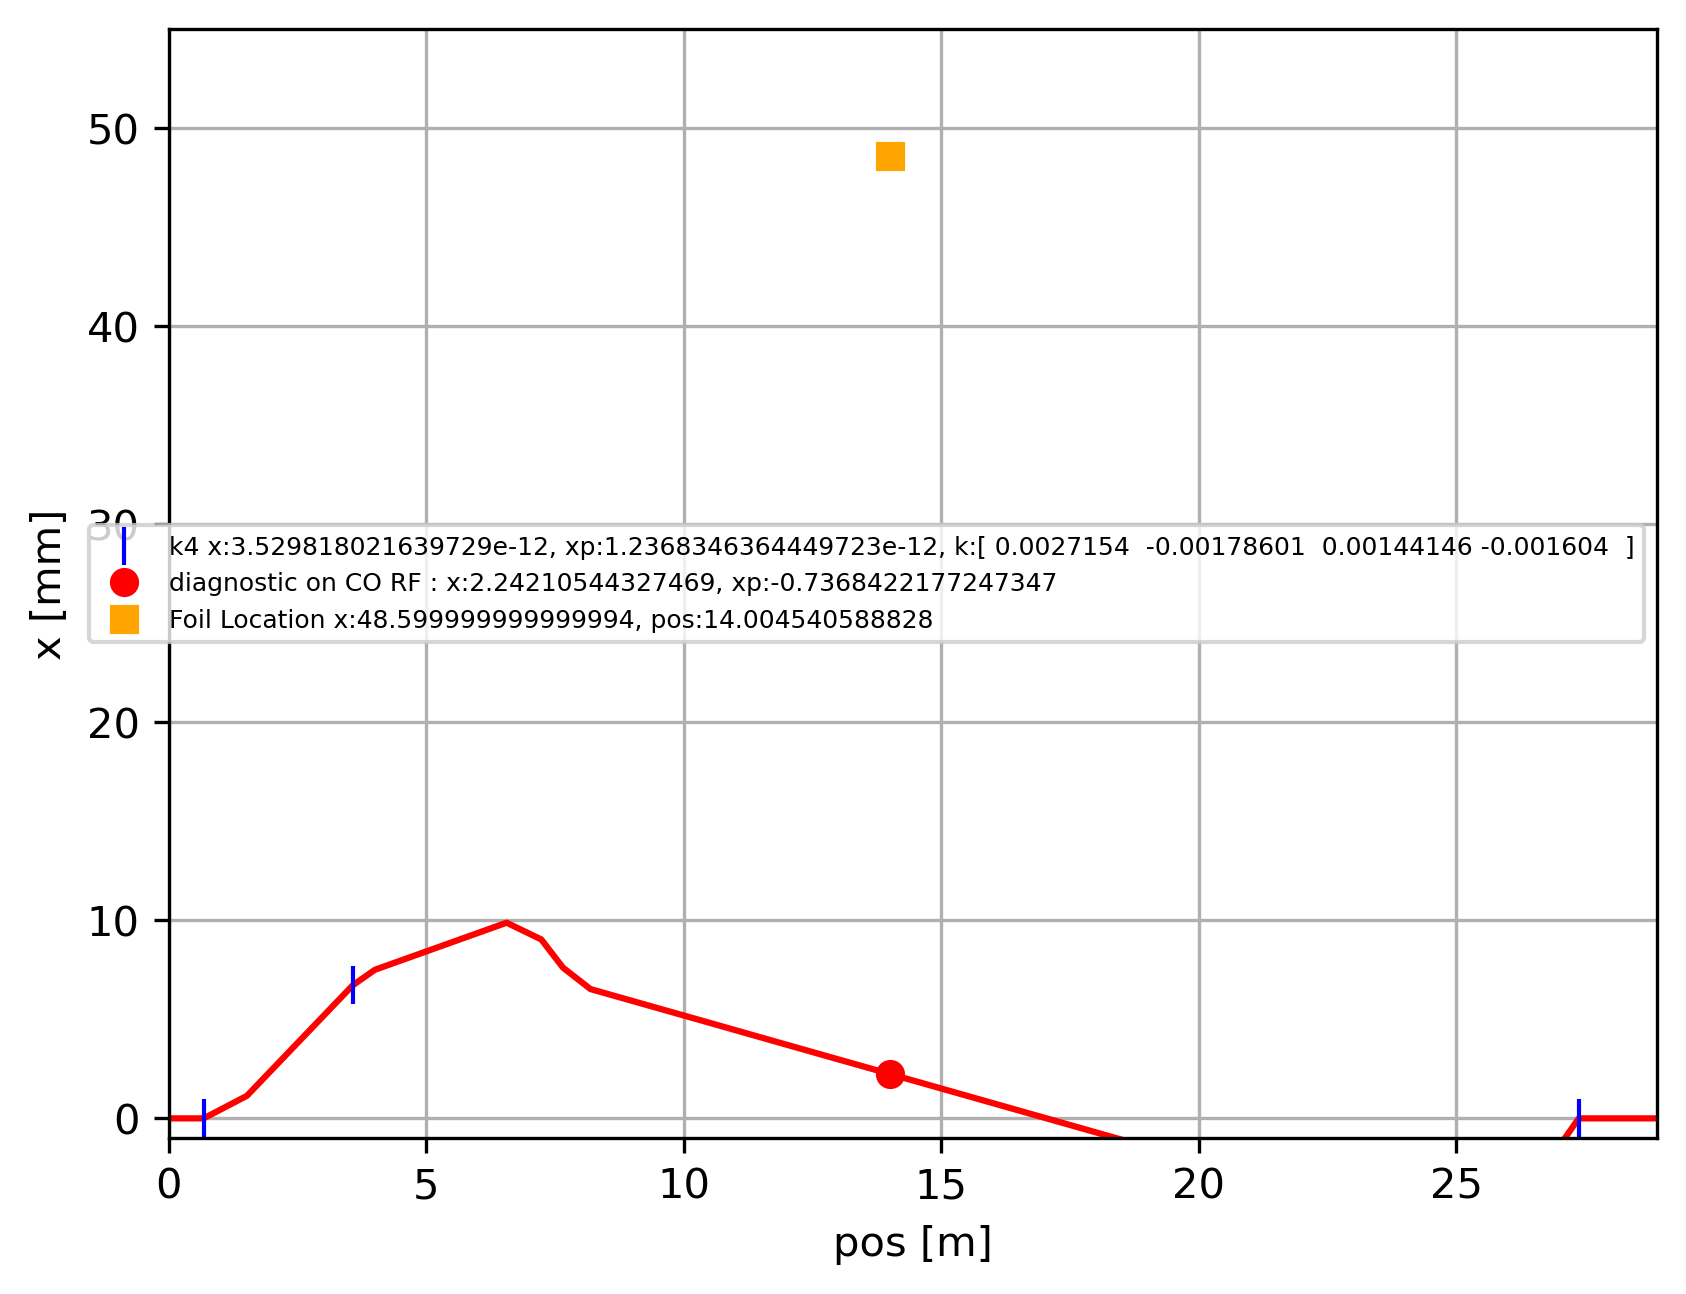 50
40
30
k4 x:3.529818021639729e-12, xp:1.2368346364449723e-12, k:[ 0.0027154  -0.00178601  0.00144146 -0.001604  ]
diagnostic on CO RF : x:2.24210544327469, xp:-0.7368422177247347
Foil Location x:48.599999999999994, pos:14.004540588828
x [mm]
20
10
0
0 5 10 15 20 25
pos [m]